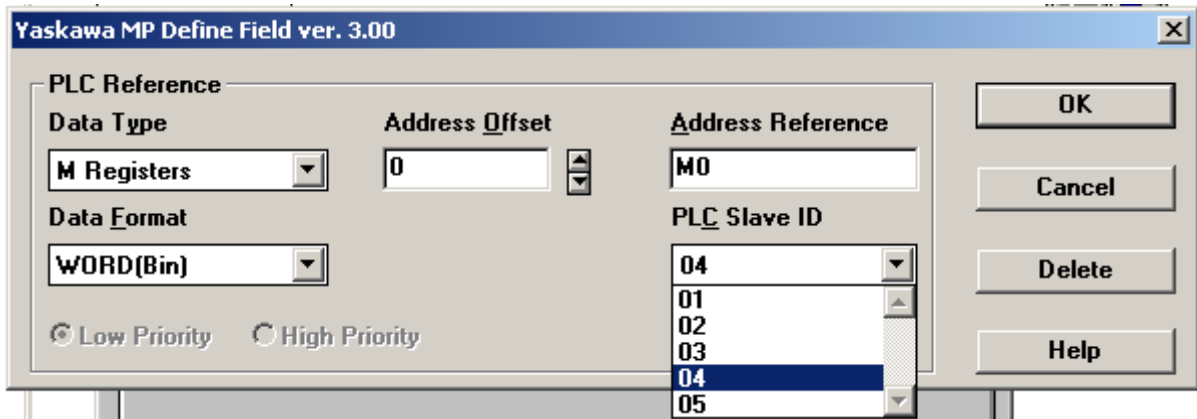 Yaskawa MP Define Field ver. 3.00
PLC Reference
Data Type
Address Offset
Address Reference
M Registers
0
M0
Data Format
PLC Slave ID
WORD(Bin)
04
01
02
03
04
05
Low Priority
High Priority
OK
Cancel
Delete
Help